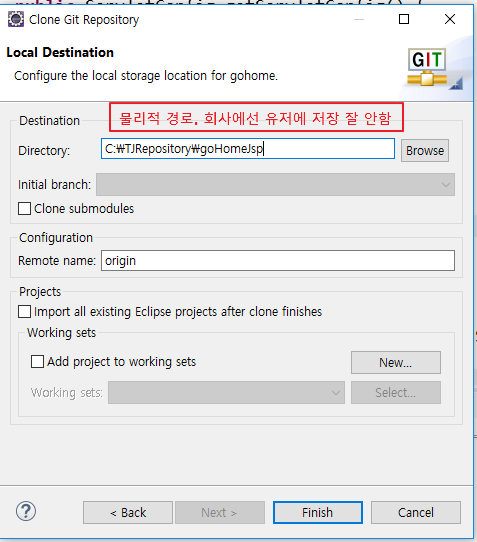 public ServletConfig getServletConfig() {
Clone Git Repository
Local Destination
Configure the local storage location for gohome.
GIT
Destination
물리적 경로, 회사에선 유저에 저장 잘 안함
Directory: C:₩TJRepository₩goHomeJsp Browse
Initial branch:
Clone submodules
Configuration
Remote name: origin
Projects
Import all existing Eclipse projects after clone finishes
Working sets
Add project to working sets New...
Working sets: Select...
? < Back Next > Finish Cancel